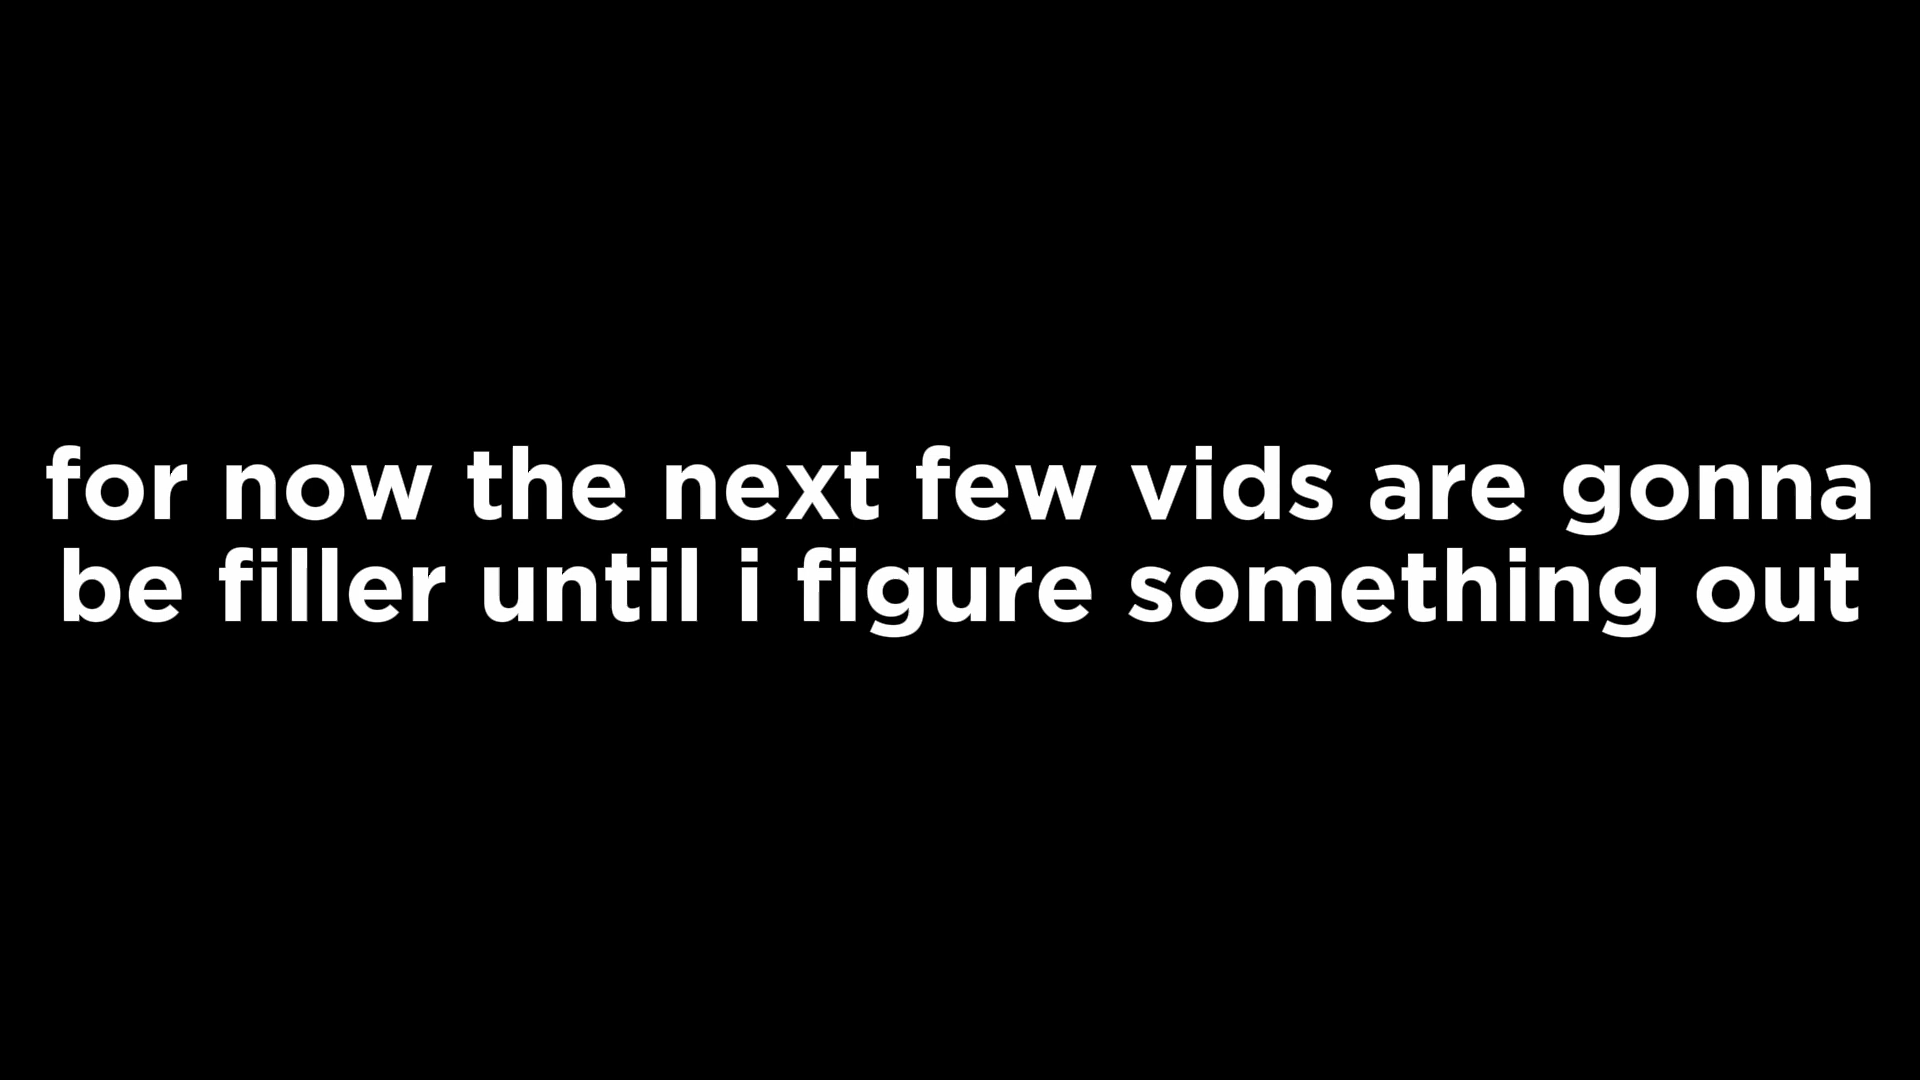 for now the next few vids are gonna
be filler until i figure something out